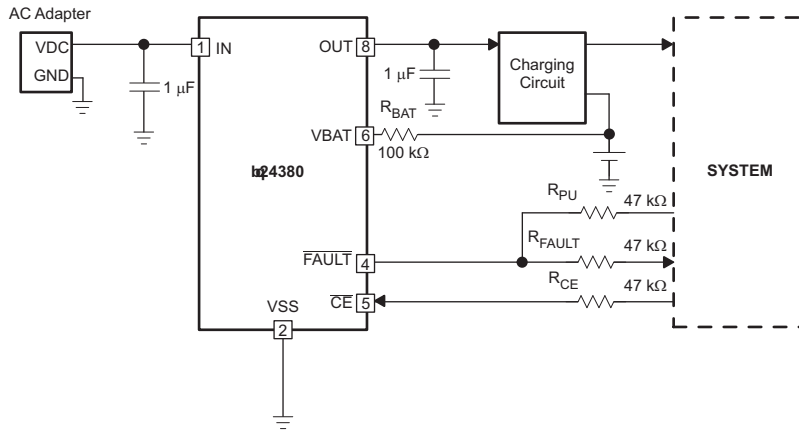 AC Adapter
VDC
GND
1 μF
1 IN
OUT 8
1 μF
Charging
Circuit
R_BAT
VBAT 6
100 kΩ
bq24380
SYSTEM
R_PU
47 kΩ
FAULT
4
R_FAULT
47 kΩ
CE 5
R_CE
47 kΩ
VSS
2